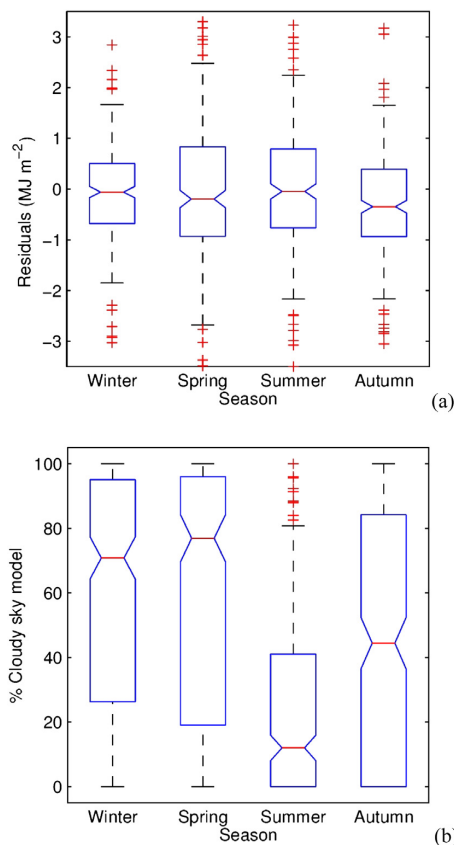 3
2
1
0
−1
−2
−3
Residuals (MJ m⁻²)
Winter Spring Summer Autumn
Season
(a)
100
80
60
40
20
0
% Cloudy sky model
Winter Spring Summer Autumn
Season
(b)